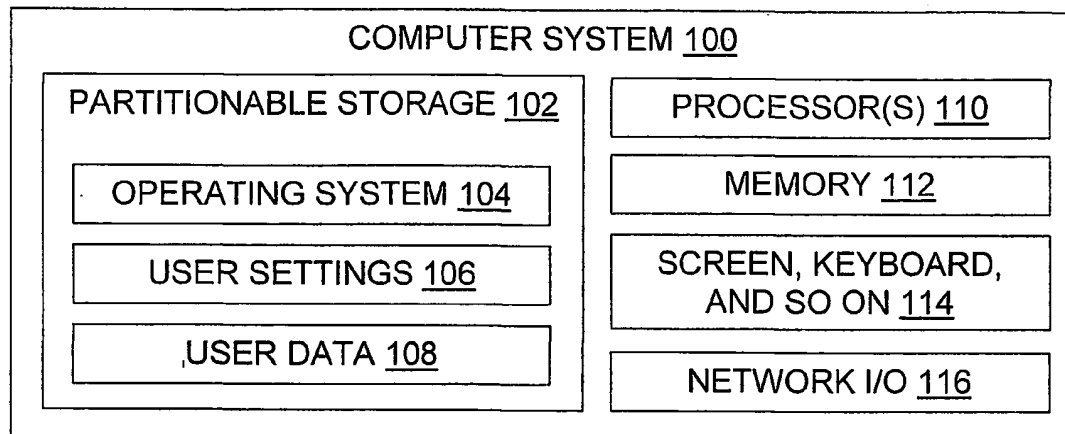 COMPUTER SYSTEM 100
PARTITIONABLE STORAGE 102
OPERATING SYSTEM 104
USER SETTINGS 106
USER DATA 108
PROCESSOR(S) 110
MEMORY 112
SCREEN, KEYBOARD,
AND SO ON 114
NETWORK I/O 116